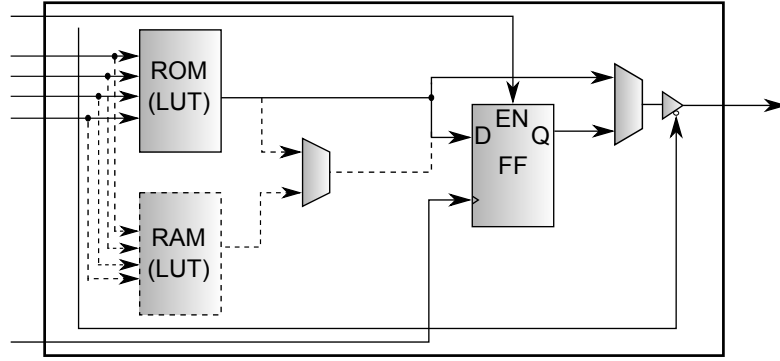 ROM
(LUT)
EN
D
Q
FF
RAM
(LUT)